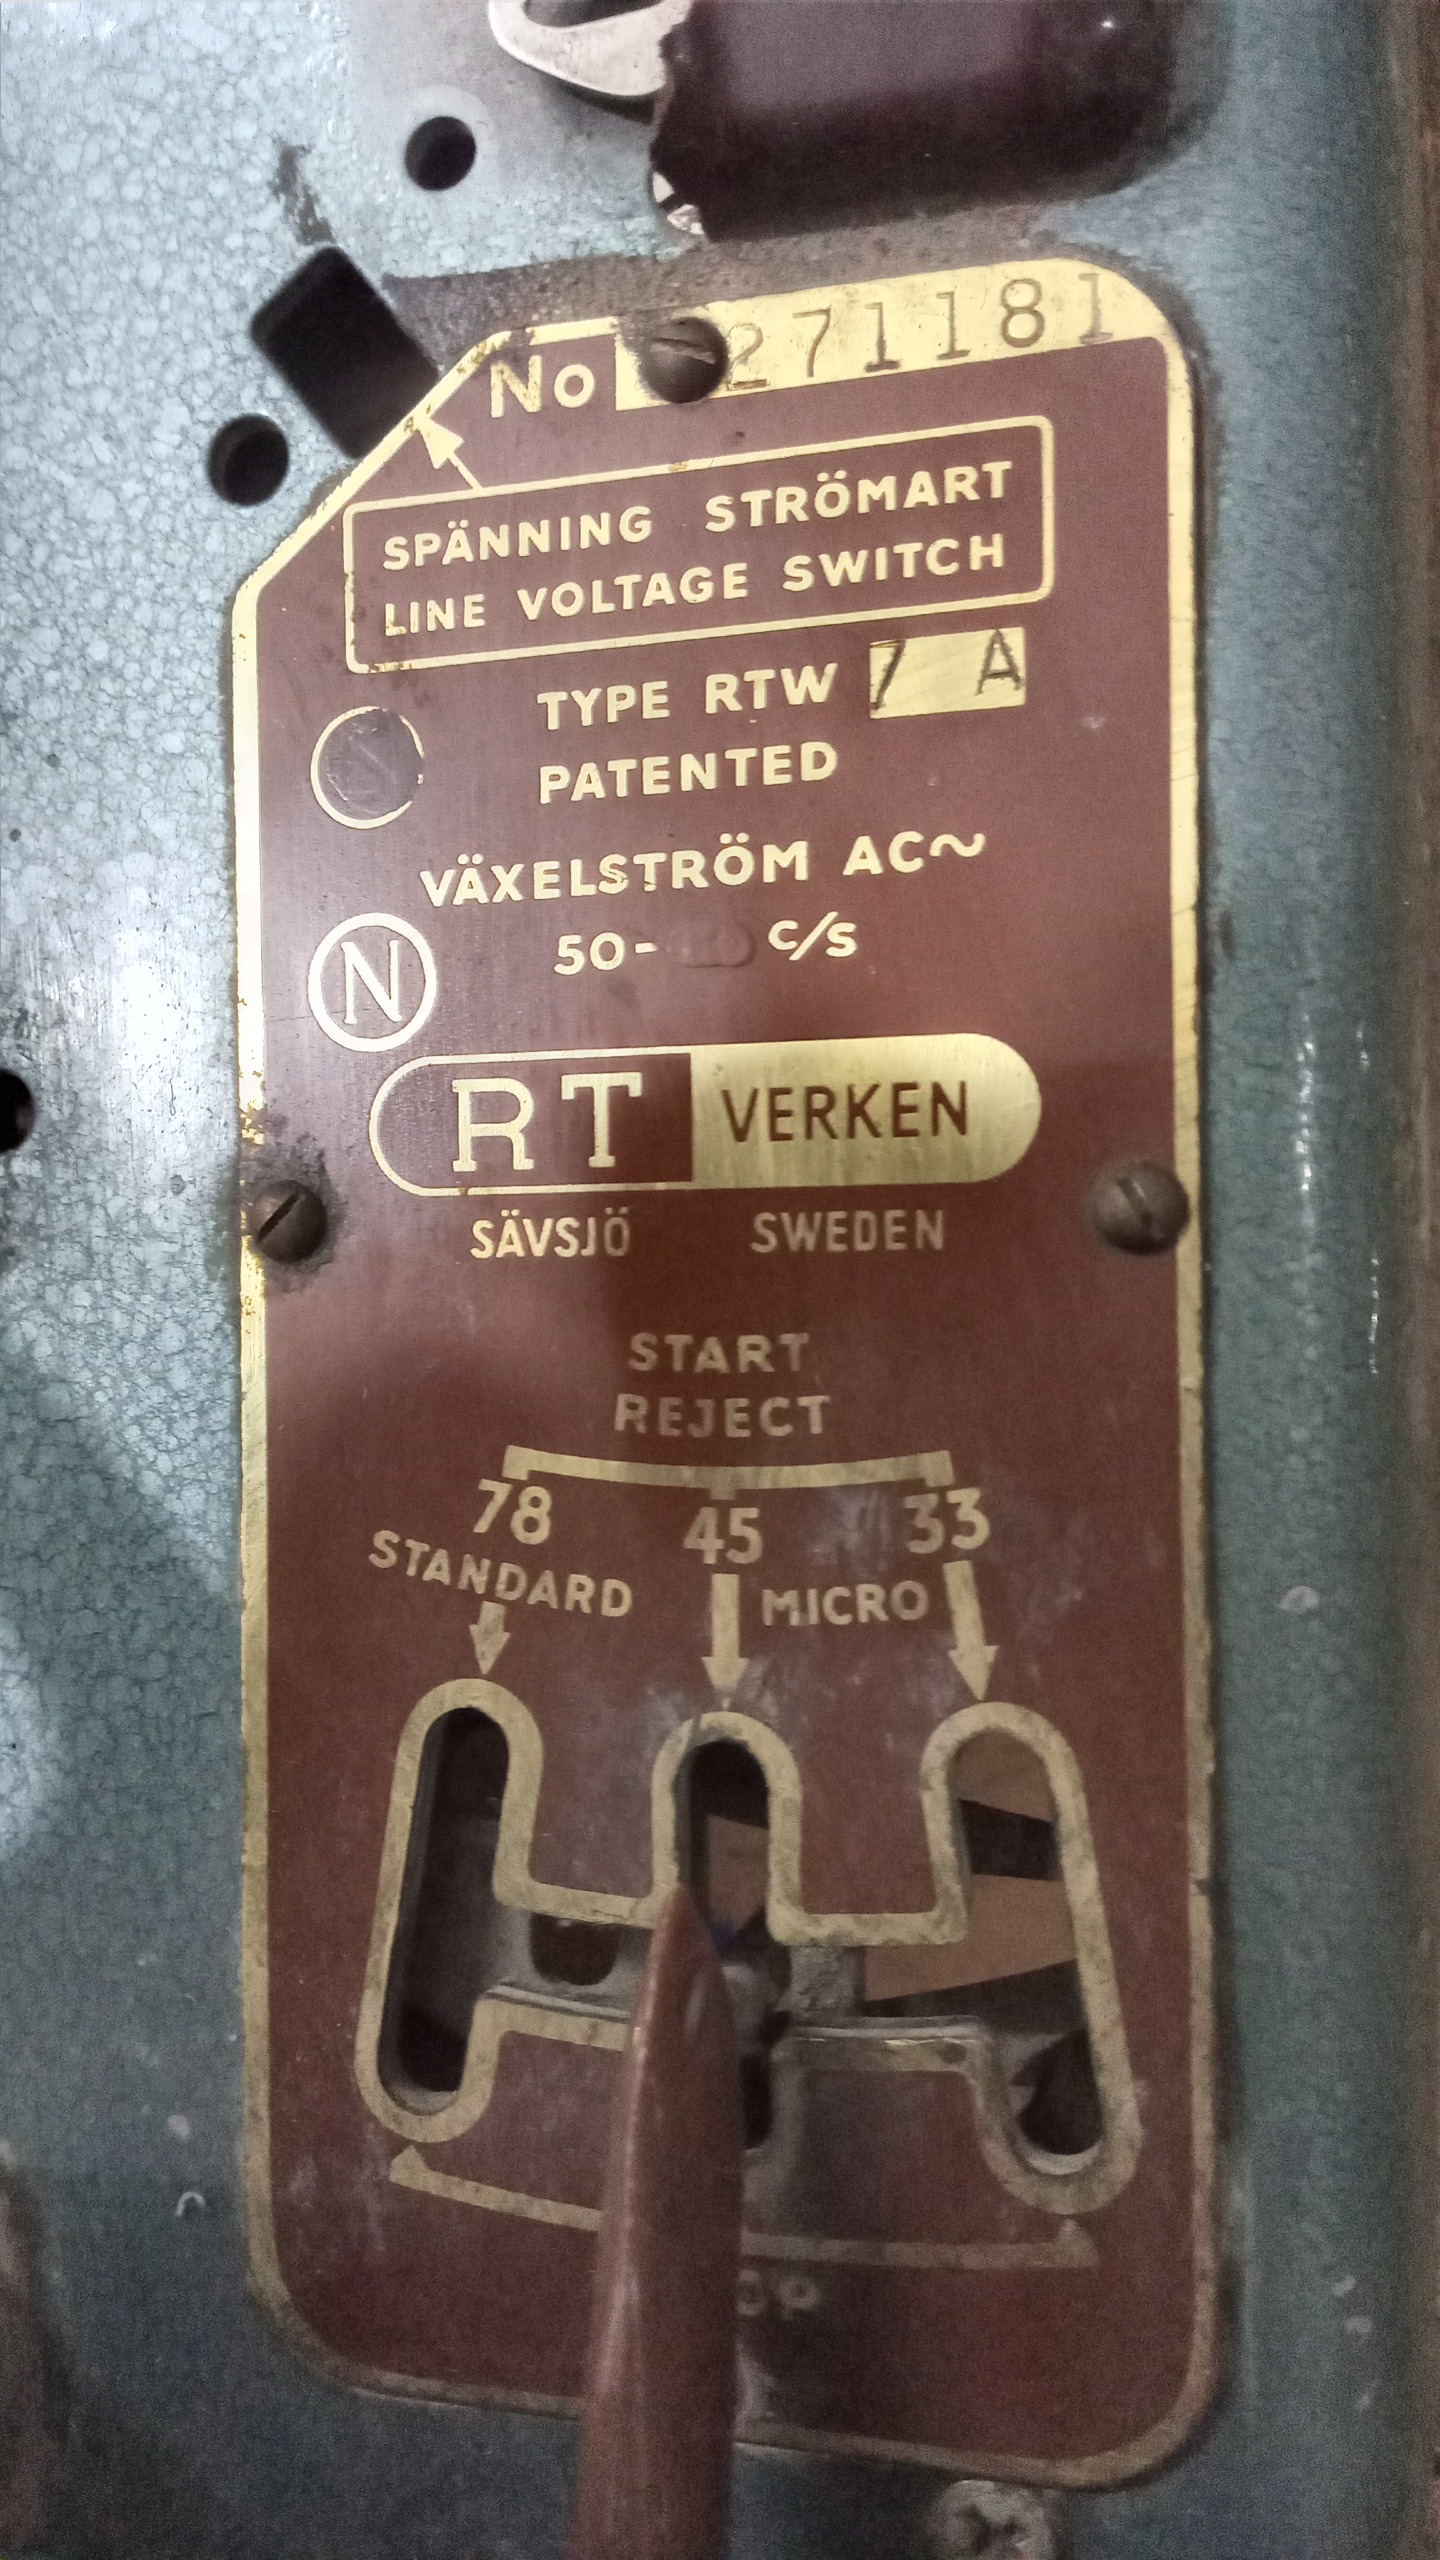 No 271181
SPÄNNING STRÖMART
LINE VOLTAGE SWITCH
TYPE RTW 7 A
PATENTED
VÄXELSTRÖM AC~
50- C/S
N
RT VERKEN
SÄVSJÖ SWEDEN
START
REJECT
78 45 33
STANDARD MICRO